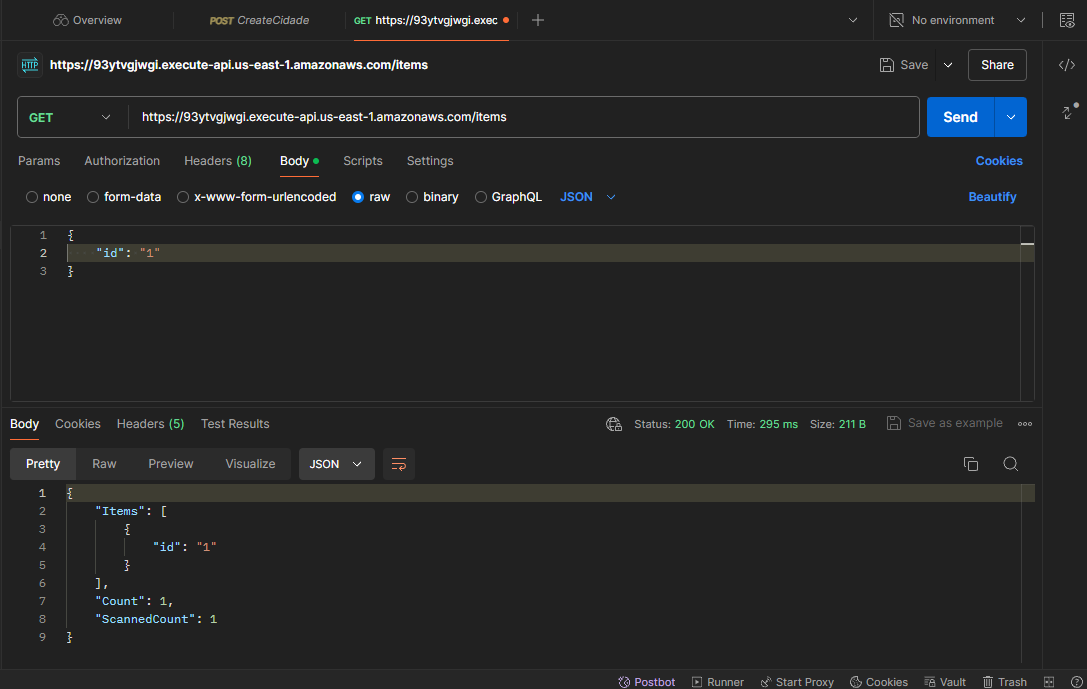 Overview
POST CreateCidade
GET https://93ytvgjwgi.exec
No environment
HTTP https://93ytvgjwgi.execute-api.us-east-1.amazonaws.com/items
Save
Share
GET https://93ytvgjwgi.execute-api.us-east-1.amazonaws.com/items
Send
Params Authorization Headers (8) Body Scripts Settings Cookies
none form-data x-www-form-urlencoded raw binary GraphQL JSON Beautify
1 {
2 "id": "1"
3 }
Body Cookies Headers (5) Test Results Status: 200 OK Time: 295 ms Size: 211 B Save as example
Pretty Raw Preview Visualize JSON
1 {
2 "Items": [
3 {
4 "id": "1"
5 }
6 ],
7 "Count": 1,
8 "ScannedCount": 1
9 }
Postbot Runner Start Proxy Cookies Vault Trash